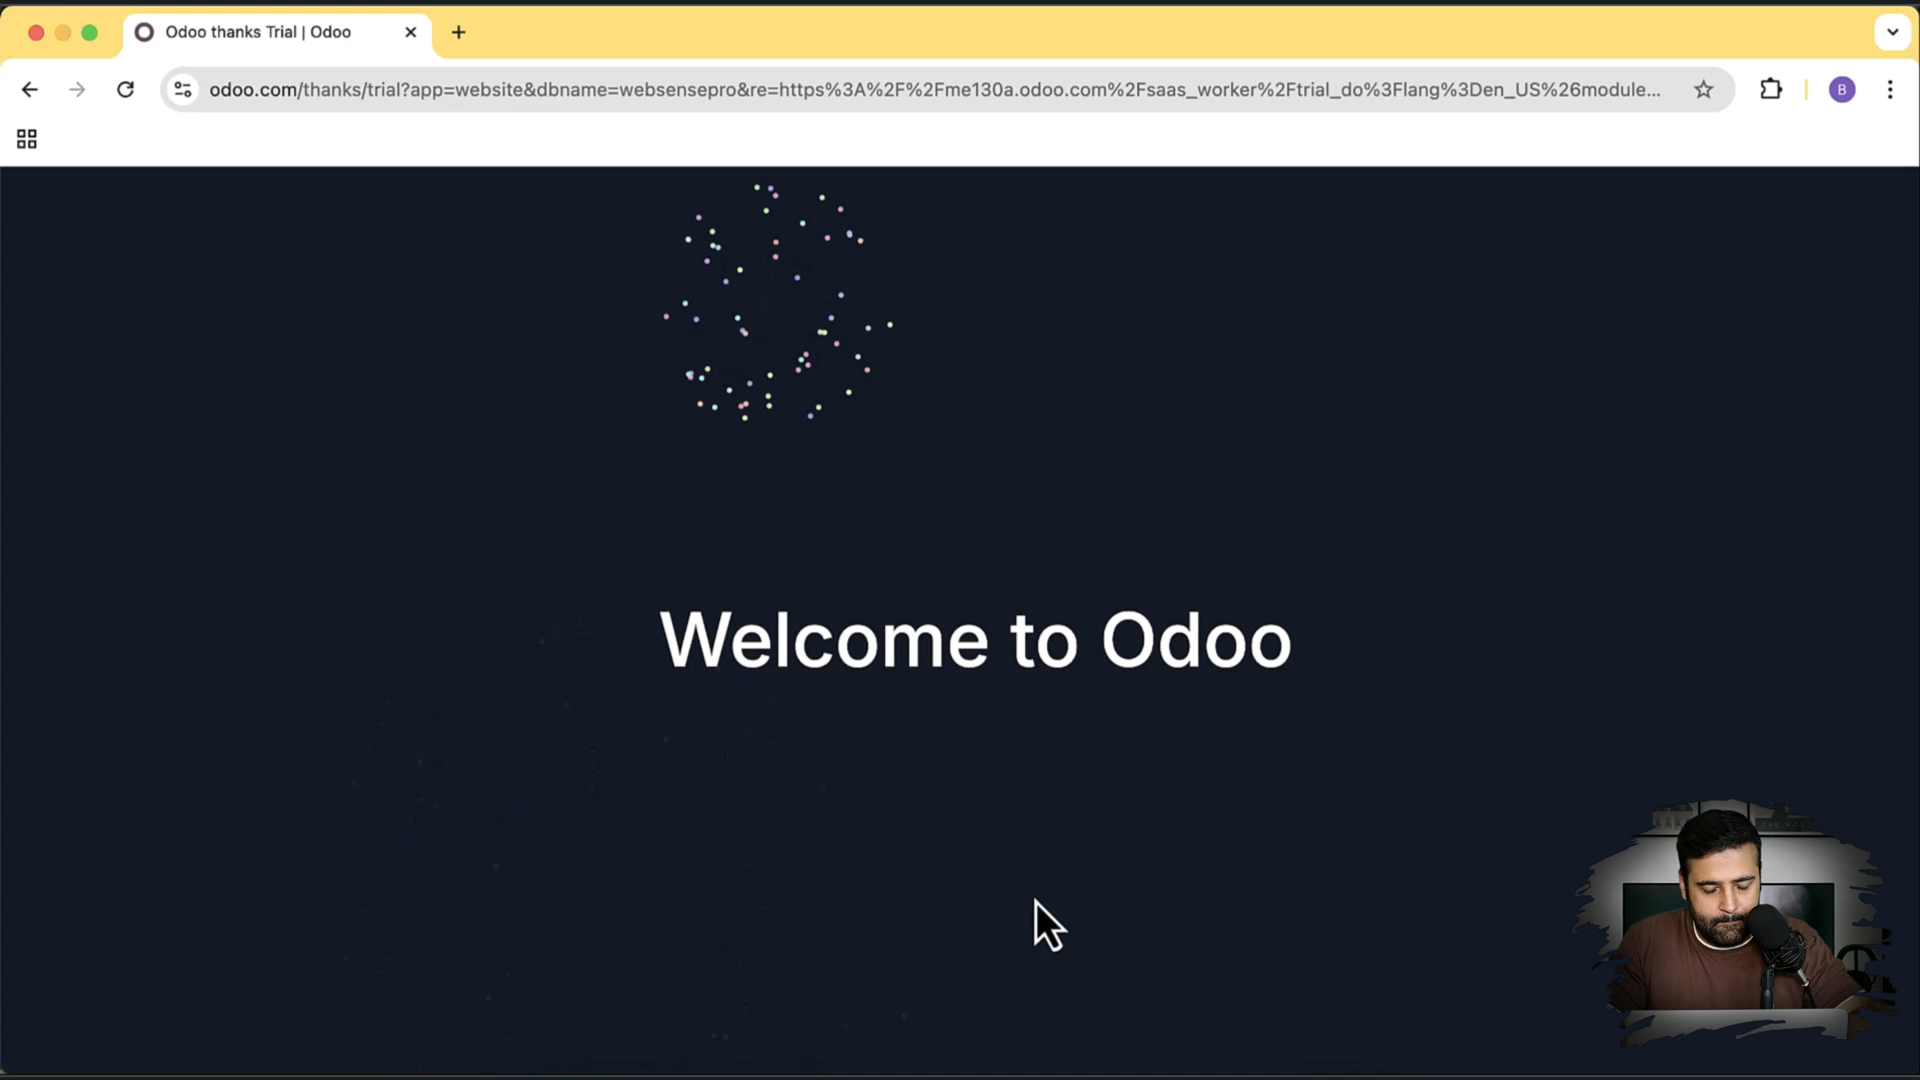 Odoo thanks Trial | Odoo
odoo.com/thanks/trial?app=website&dbname=websensepro&re=https%3A%2F%2Fme130a.odoo.com%2Fsaas_worker%2Ftrial_do%3Flang%3Den_US%26module...
B
Welcome to Odoo